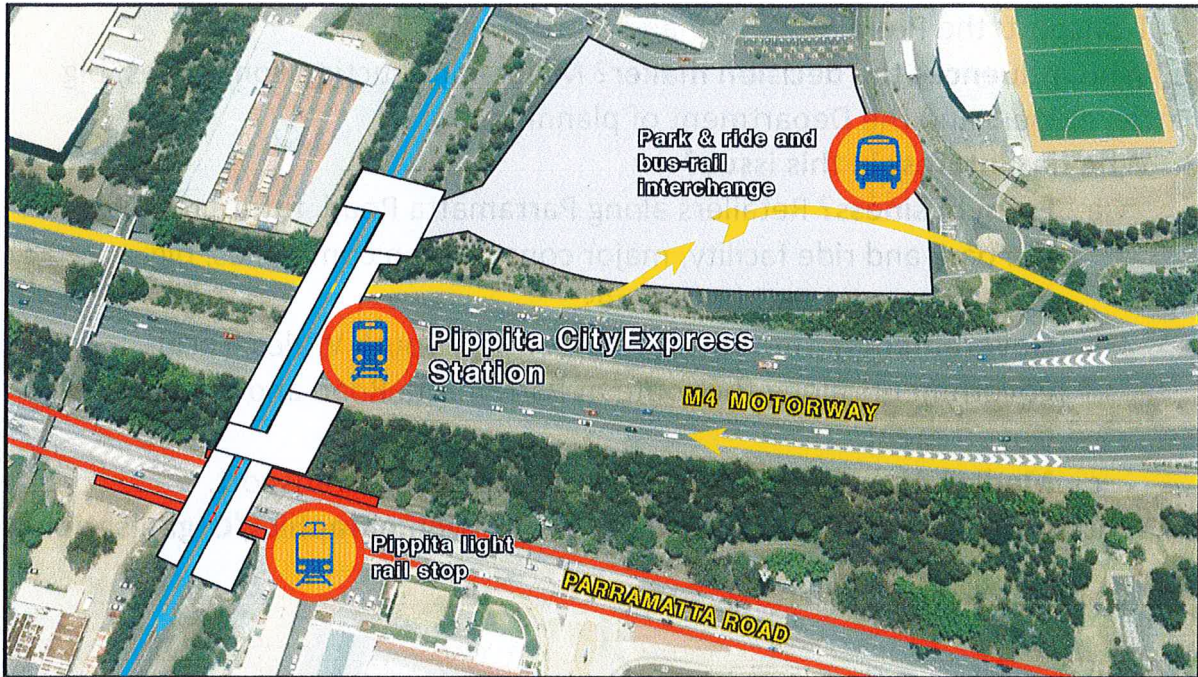 Park & ride and
bus-rail
interchange
Pippita CityExpress
Station
M4 MOTORWAY
Pippita light
rail stop
PARRAMATTA ROAD